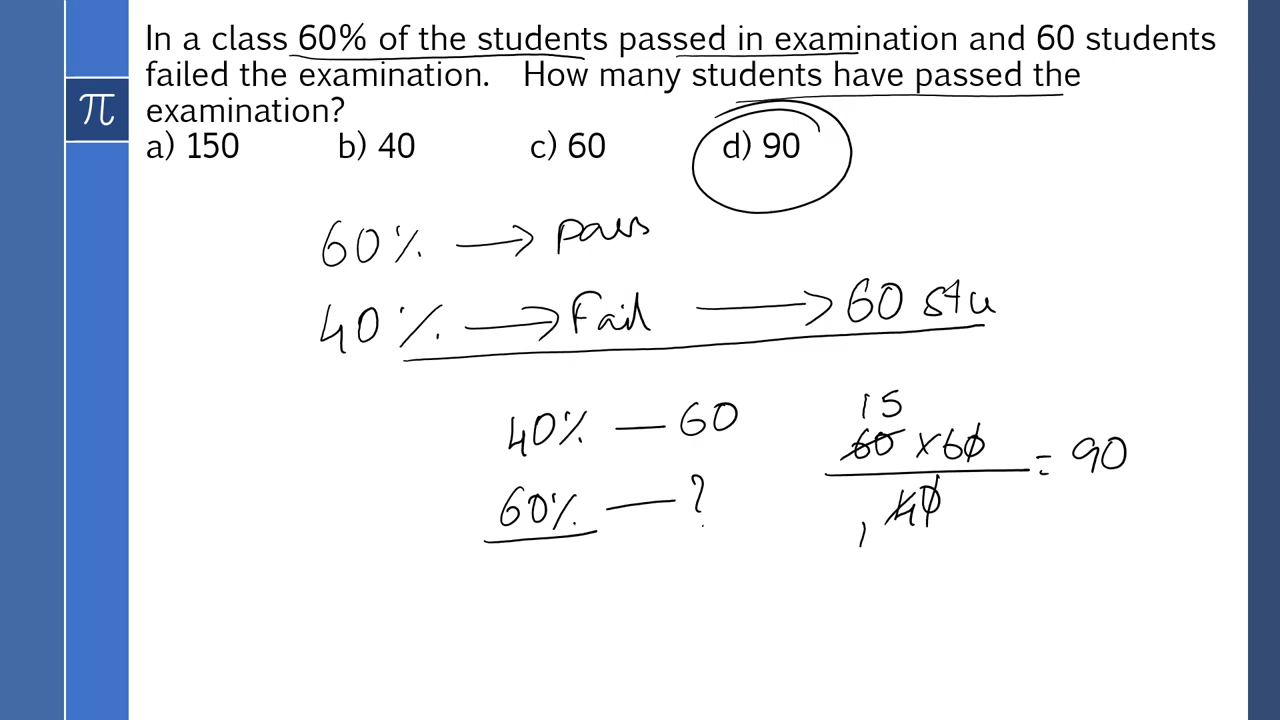 In a class 60% of the students passed in examination and 60 students
failed the examination. How many students have passed the
π
examination?
a) 150 b) 40 c) 60 d) 90
60% → pass
40% → Fail → 60 stu
40% — 60
60% — ?
15
60 x 60
= 90
40
1